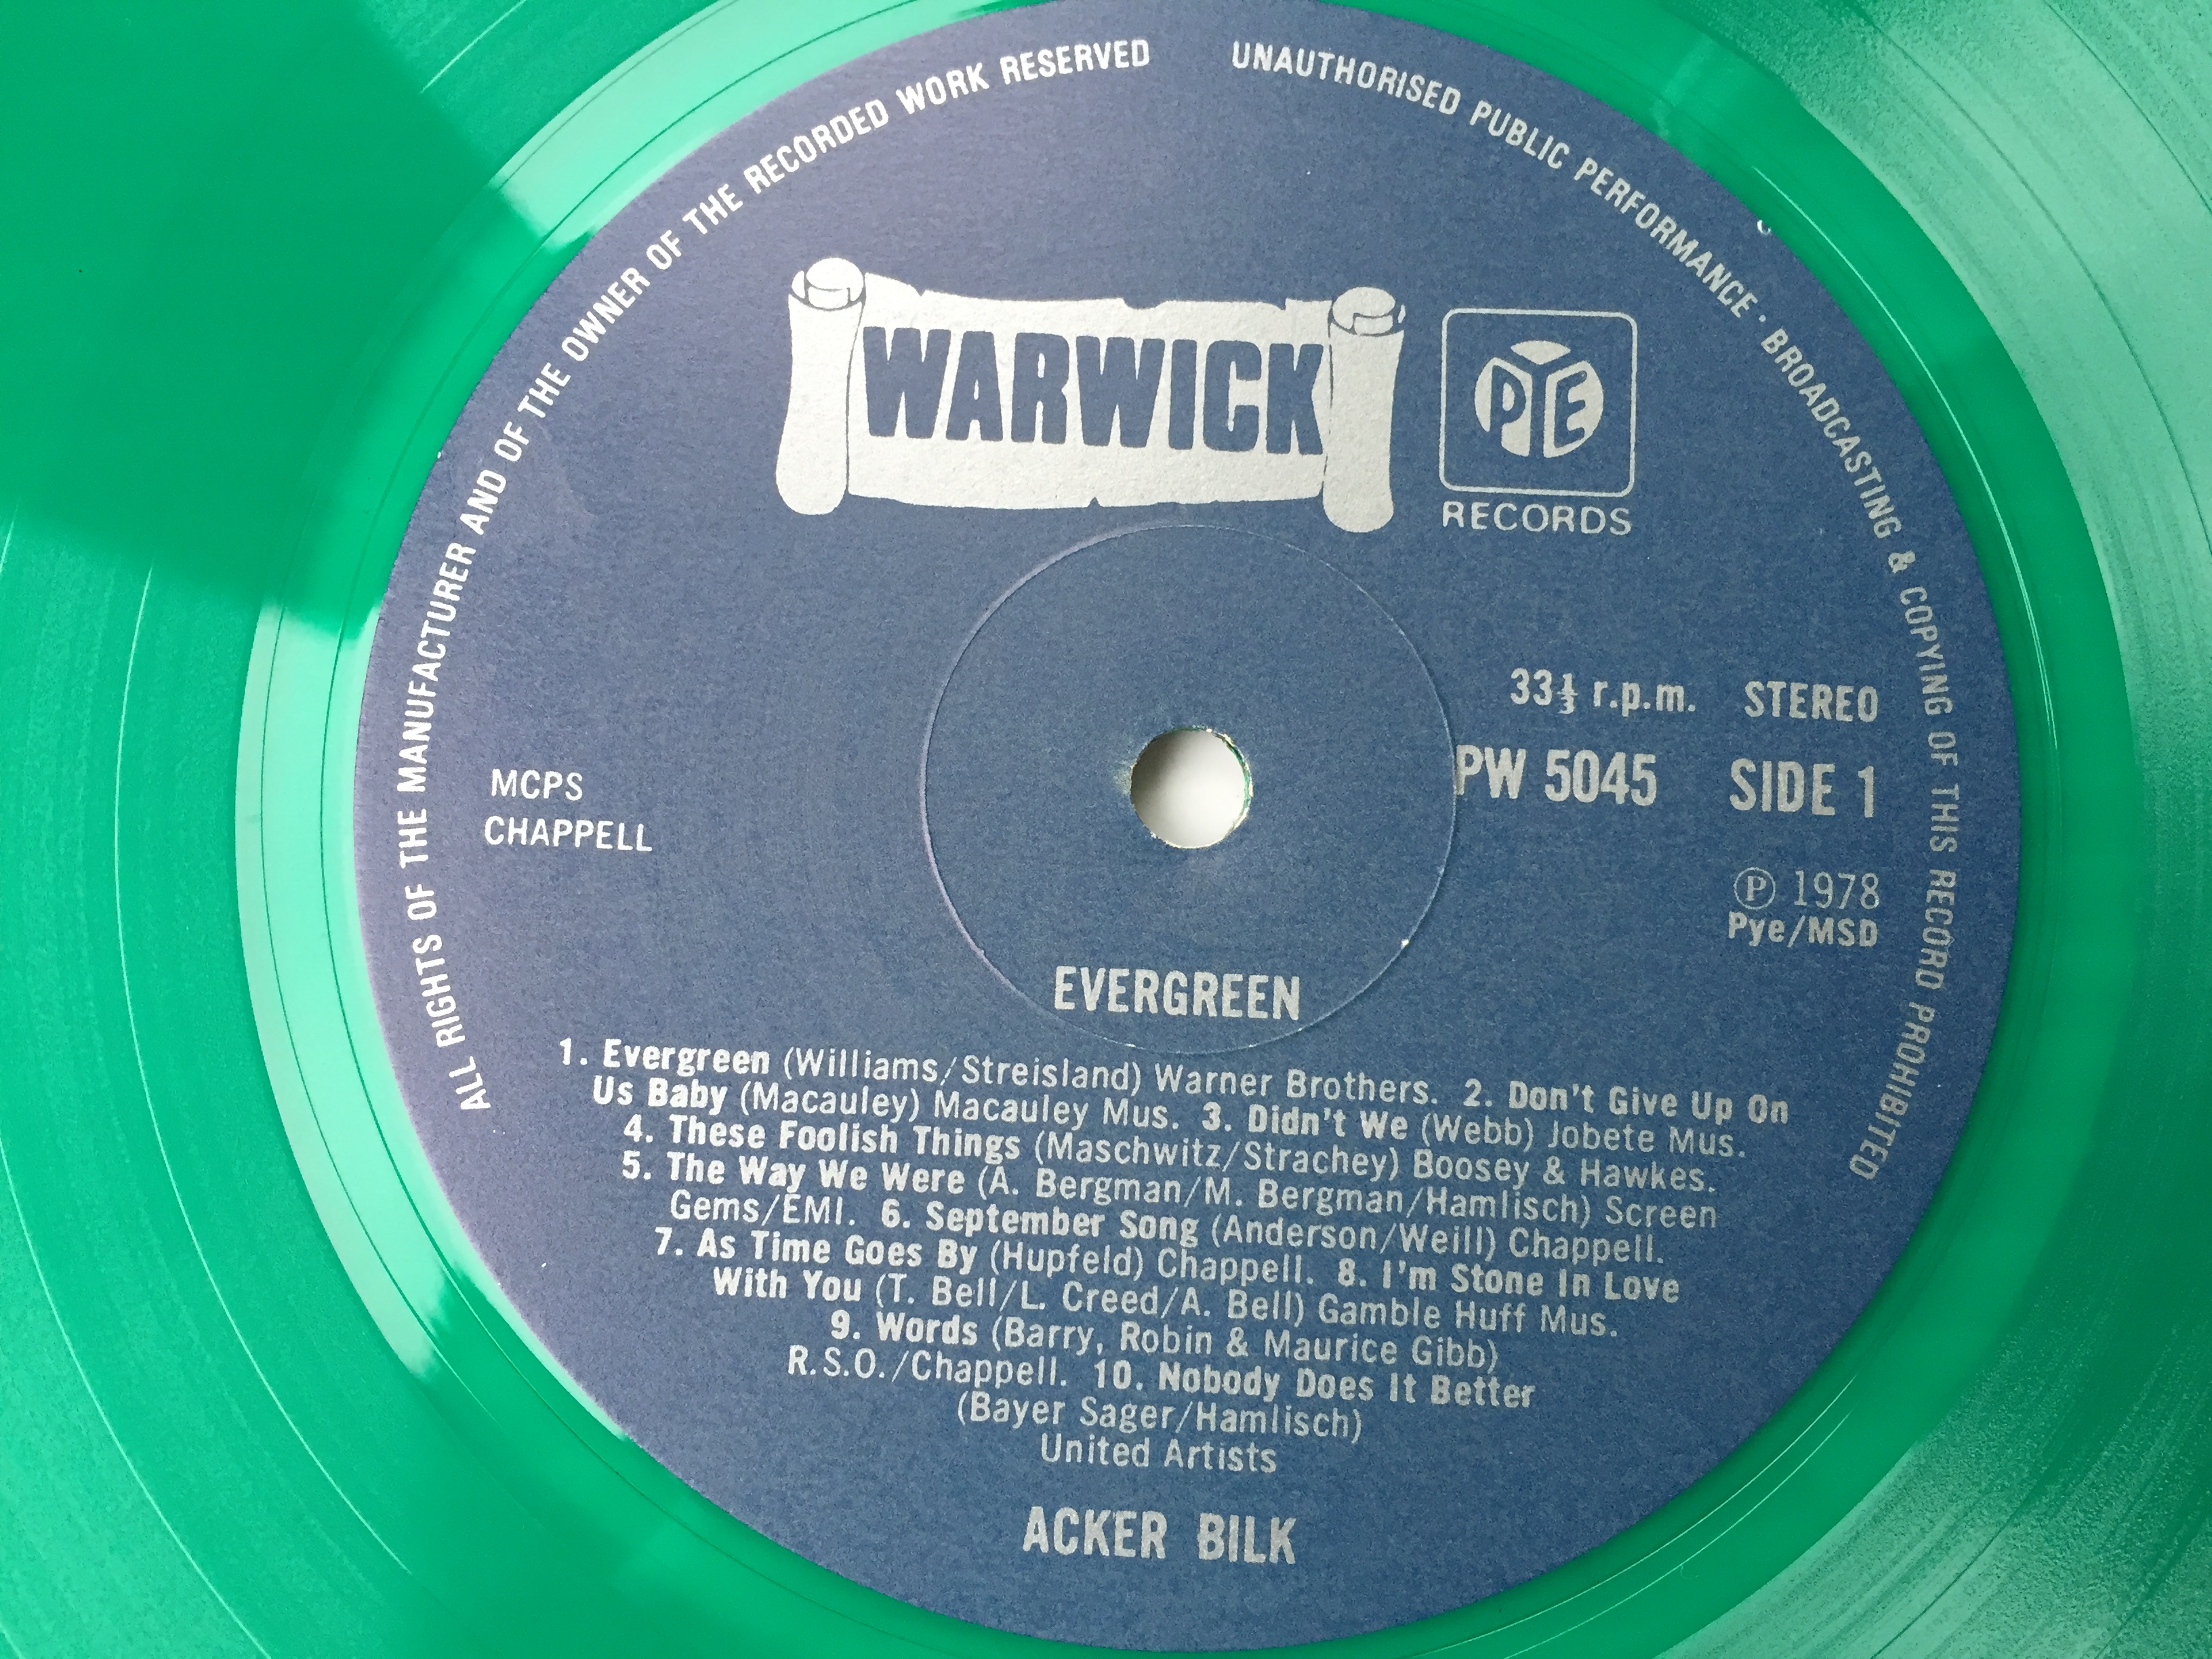 ALL RIGHTS OF THE MANUFACTURER AND OF THE OWNER OF THE RECORDED WORK RESERVED
UNAUTHORISED PUBLIC PERFORMANCE · BROADCASTING & COPYING OF THIS RECORD PROHIBITED
WARWICK
PYE
RECORDS
33⅓ r.p.m. STEREO
PW 5045 SIDE 1
MCPS
CHAPPELL
Ⓟ 1978
Pye/MSD
EVERGREEN
1. Evergreen (Williams/Streisland) Warner Brothers. 2. Don't Give Up On
Us Baby (Macauley) Macauley Mus. 3. Didn't We (Webb) Jobete Mus.
4. These Foolish Things (Maschwitz/Strachey) Boosey & Hawkes.
5. The Way We Were (A. Bergman/M. Bergman/Hamlisch) Screen
Gems/EMI. 6. September Song (Anderson/Weill) Chappell.
7. As Time Goes By (Hupfeld) Chappell. 8. I'm Stone In Love
With You (T. Bell/L. Creed/A. Bell) Gamble Huff Mus.
9. Words (Barry, Robin & Maurice Gibb)
R.S.O./Chappell. 10. Nobody Does It Better
(Bayer Sager/Hamlisch)
United Artists
ACKER BILK